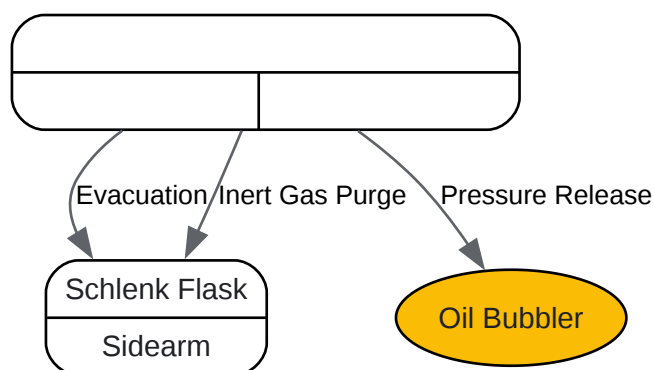 Evacuation
Inert Gas Purge
Pressure Release
Schlenk Flask
Sidearm
Oil Bubbler